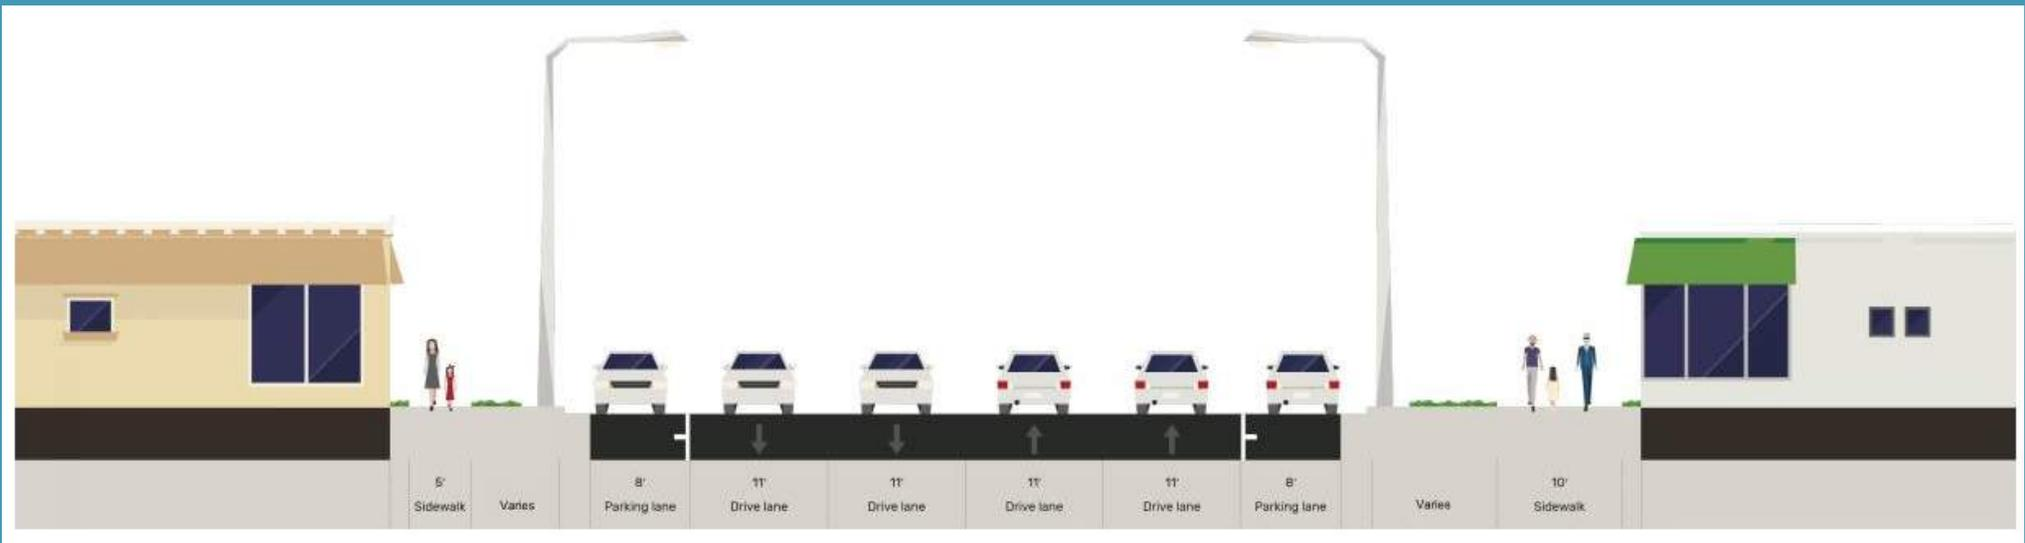 5'
Sidewalk
Varies
8'
Parking lane
11'
Drive lane
11'
Drive lane
11'
Drive lane
11'
Drive lane
8'
Parking lane
Varies
10'
Sidewalk